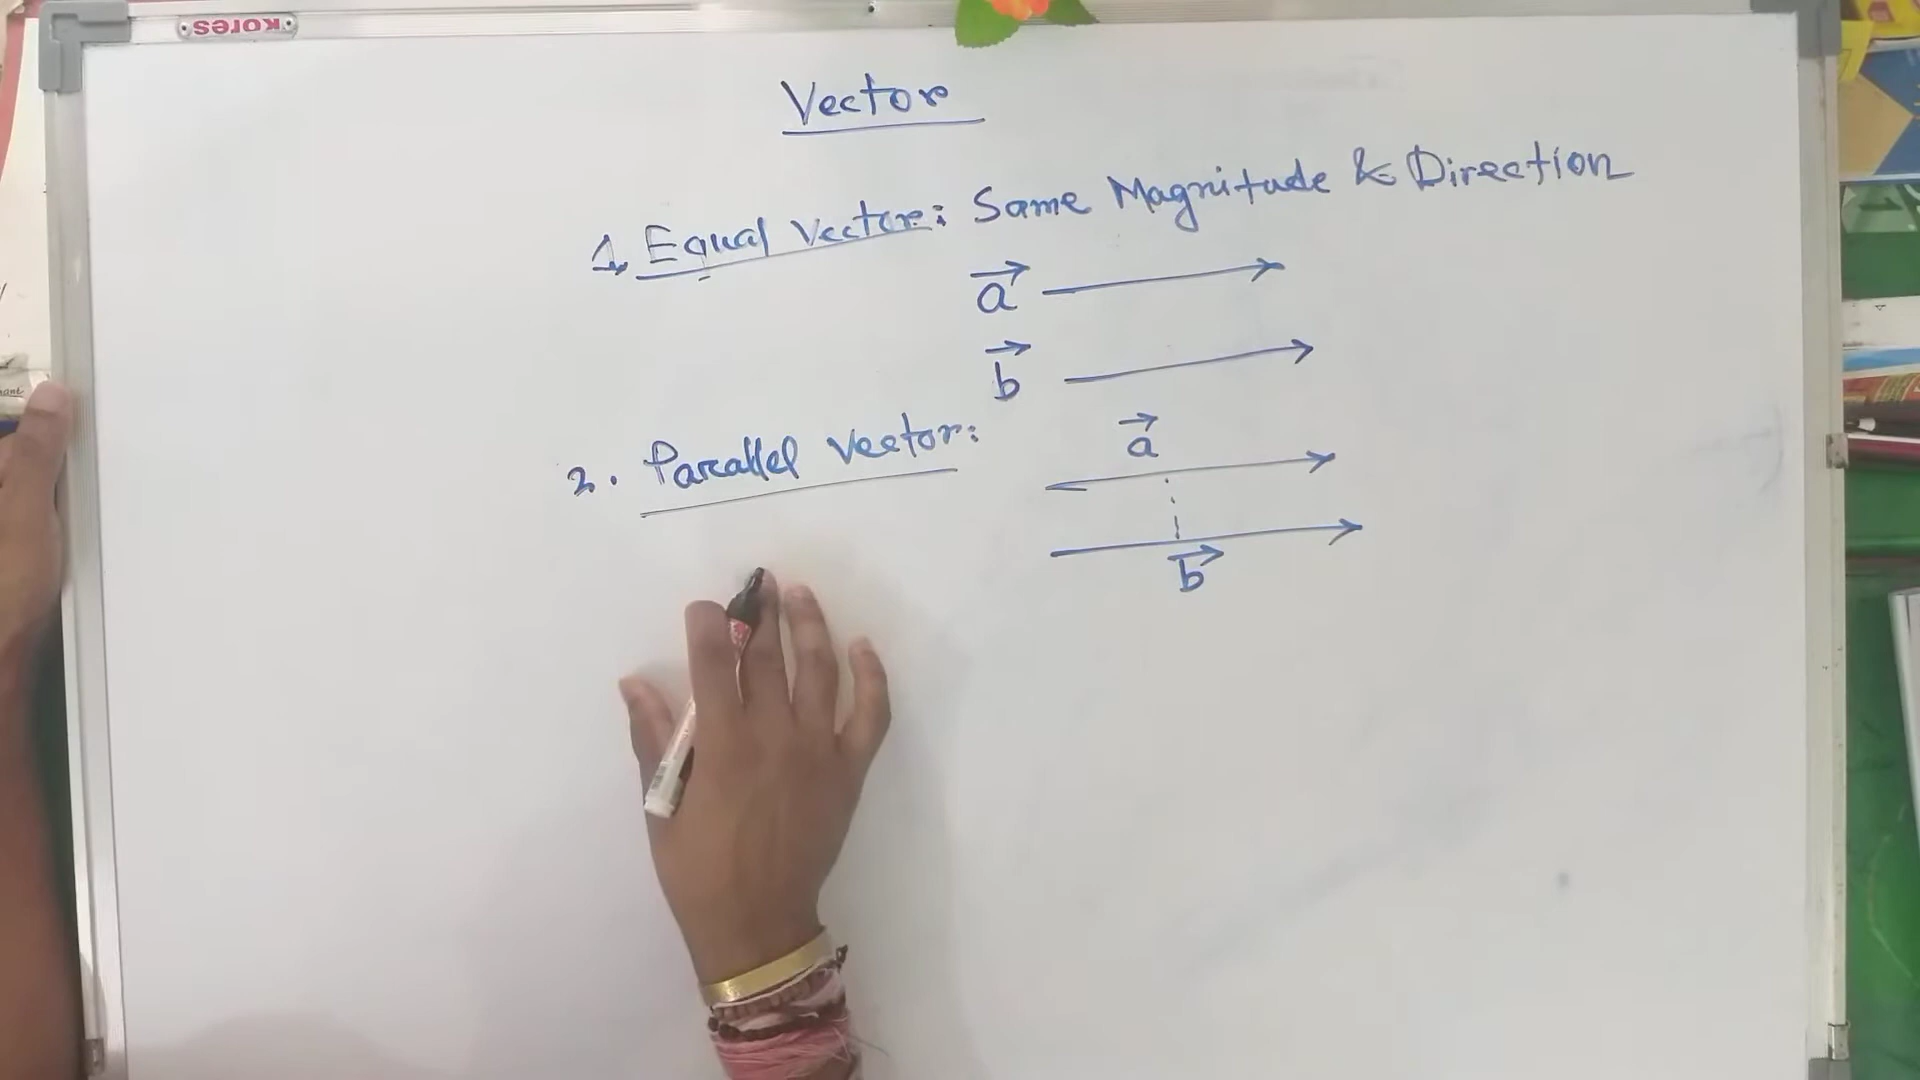 kores
Vector
1. Equal Vector: Same Magnitude & Direction
a⃗
b⃗
2. Parallel Vector:
a⃗
b⃗